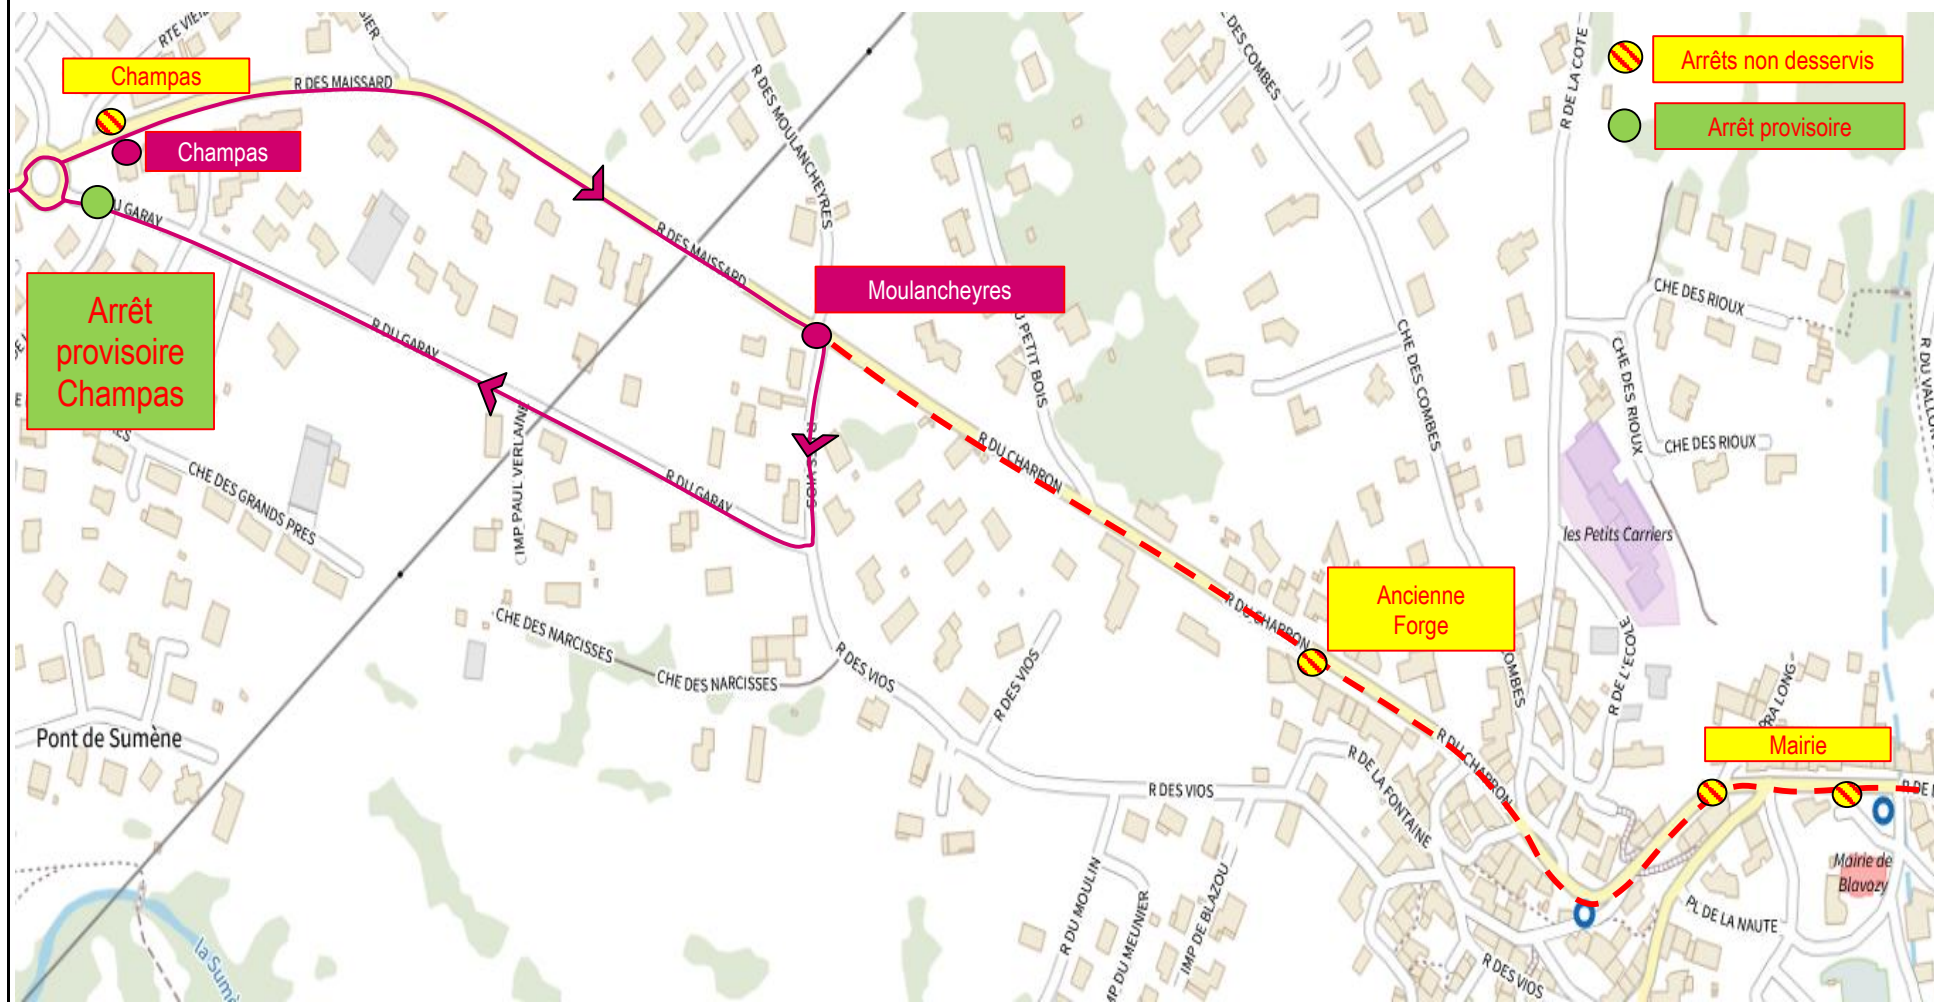 Champas
Champas
Arrêts non desservis
Arrêt provisoire
Arrêt
provisoire
Champas
Moulancheyres
Ancienne
Forge
Mairie
R DES MAISSARD
R DES MAISSARD
R DES MOULANCHEYRES
R DE LA COTE
CHE DES COMBES
CHE DES RIOUX
CHE DES RIOUX
CHE DES RIOUX
R DU GARAY
R DU GARAY
IMP PAUL VERLAINE
CHE DES GRANDS PRES
R DU CHARRON
R DU CHARRON
R DU CHARRON
les Petits Carriers
R DE L'ECOLE
CHE DES NARCISSES
CHE DES NARCISSES
R DES VIOS
R DES VIOS
R DES VIOS
R DES VIOS
Pont de Sumène
R DE LA FONTAINE
PRA LONG
R DU MOULIN
IMP DE BLAZOU
Mairie de
Blavozy
PL DE LA NAUTE